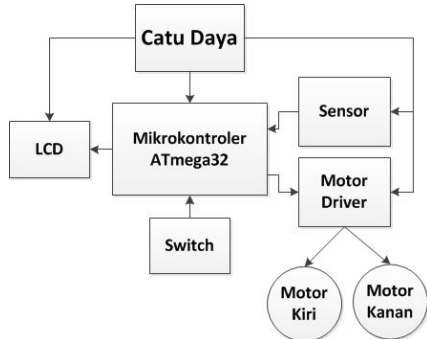 Catu Daya
Sensor
Mikrokontroler
ATmega32
LCD
Motor
Driver
Switch
Motor
Kiri
Motor
Kanan